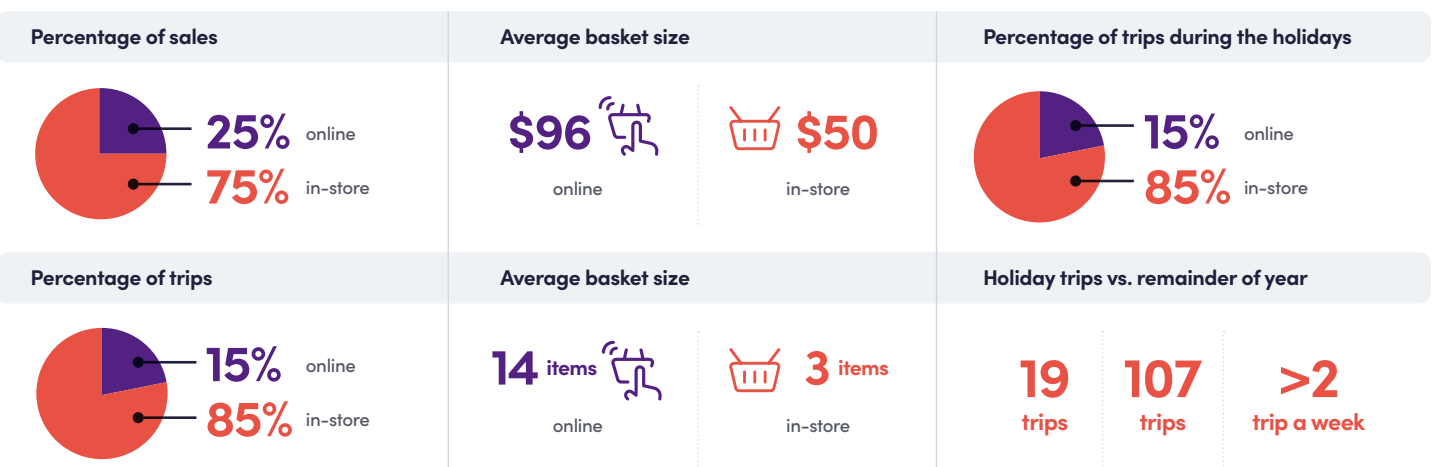 Percentage of sales
25% online
75% in-store
Average basket size
$96
online
$50
in-store
Percentage of trips during the holidays
15% online
85% in-store
Percentage of trips
15% online
85% in-store
Average basket size
14 items
online
3 items
in-store
Holiday trips vs. remainder of year
19
trips
107
trips
>2
trip a week